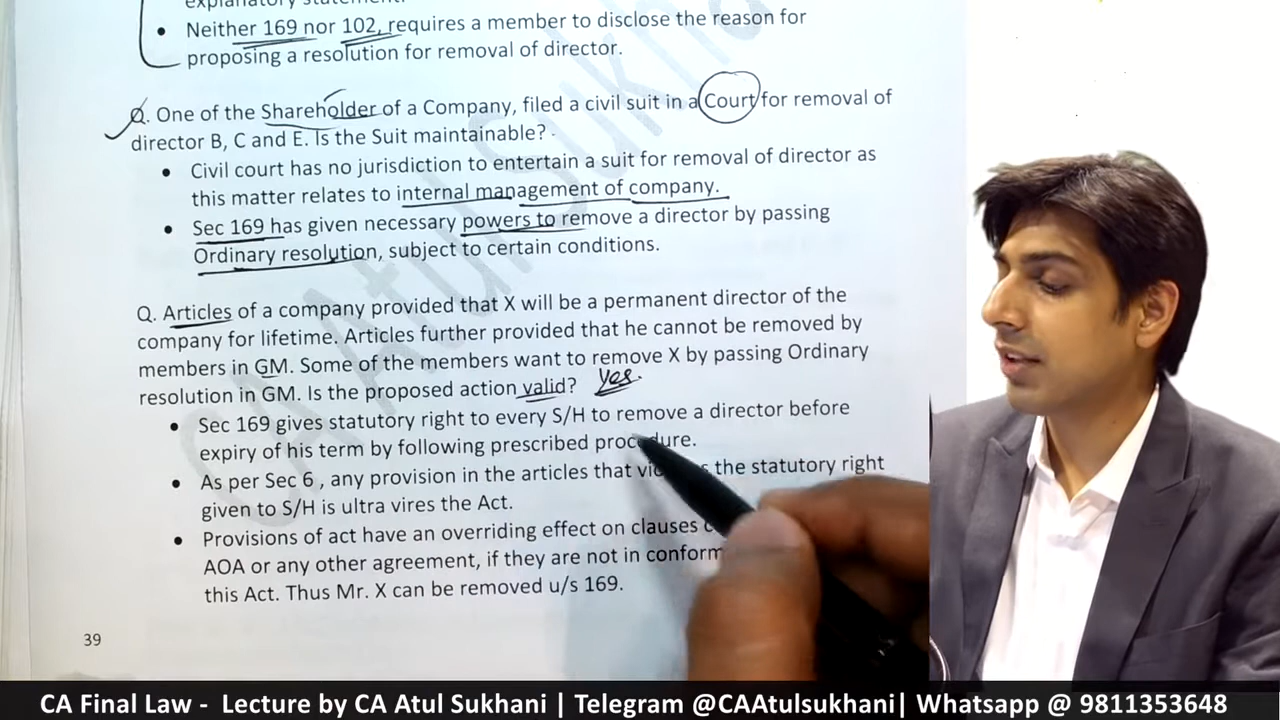 explanatory statement.
• Neither 169 nor 102, requires a member to disclose the reason for
proposing a resolution for removal of director.
Q. One of the Shareholder of a Company, filed a civil suit in a Court for removal of
director B, C and E. Is the Suit maintainable?
• Civil court has no jurisdiction to entertain a suit for removal of director as
this matter relates to internal management of company.
• Sec 169 has given necessary powers to remove a director by passing
Ordinary resolution, subject to certain conditions.
Q. Articles of a company provided that X will be a permanent director of the
company for lifetime. Articles further provided that he cannot be removed by
members in GM. Some of the members want to remove X by passing Ordinary
resolution in GM. Is the proposed action valid? Yes.
• Sec 169 gives statutory right to every S/H to remove a director before
expiry of his term by following prescribed procedure.
• As per Sec 6 , any provision in the articles that the statutory right
given to S/H is ultra vires the Act.
• Provisions of act have an overriding effect on clauses
AOA or any other agreement, if they are not in
this Act. Thus Mr. X can be removed u/s 169.
39
CA Atul Sukhani
CA Final Law - Lecture by CA Atul Sukhani | Telegram @CAAtulsukhani| Whatsapp @ 9811353648